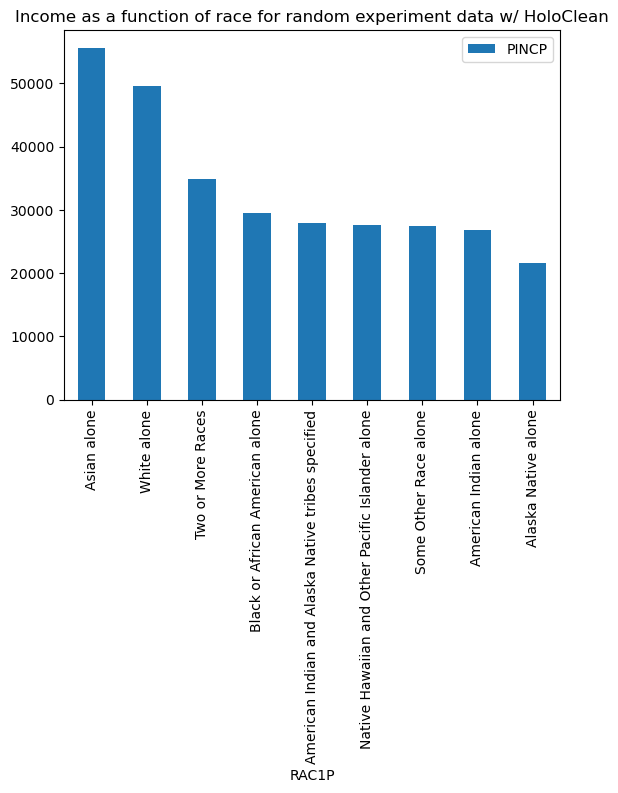 Income as a function of race for random experiment data w/ HoloClean
PINCP
50000
40000
30000
20000
10000
0
Asian alone
White alone
Two or More Races
Black or African American alone
American Indian and Alaska Native tribes specified
Native Hawaiian and Other Pacific Islander alone
Some Other Race alone
American Indian alone
Alaska Native alone
RAC1P